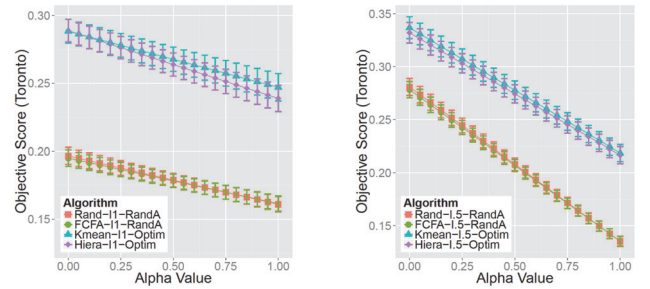 Objective Score (Toronto)
0.30
0.25
0.20
0.15
Algorithm
Rand-I1-RandA
FCFA-I1-RandA
Kmean-I1-Optim
Hiera-I1-Optim
0.00 0.25 0.50 0.75 1.00
Alpha Value
Objective Score (Toronto)
0.35
0.30
0.25
0.20
0.15
Algorithm
Rand-I.5-RandA
FCFA-I.5-RandA
Kmean-I.5-Optim
Hiera-I.5-Optim
0.00 0.25 0.50 0.75 1.00
Alpha Value